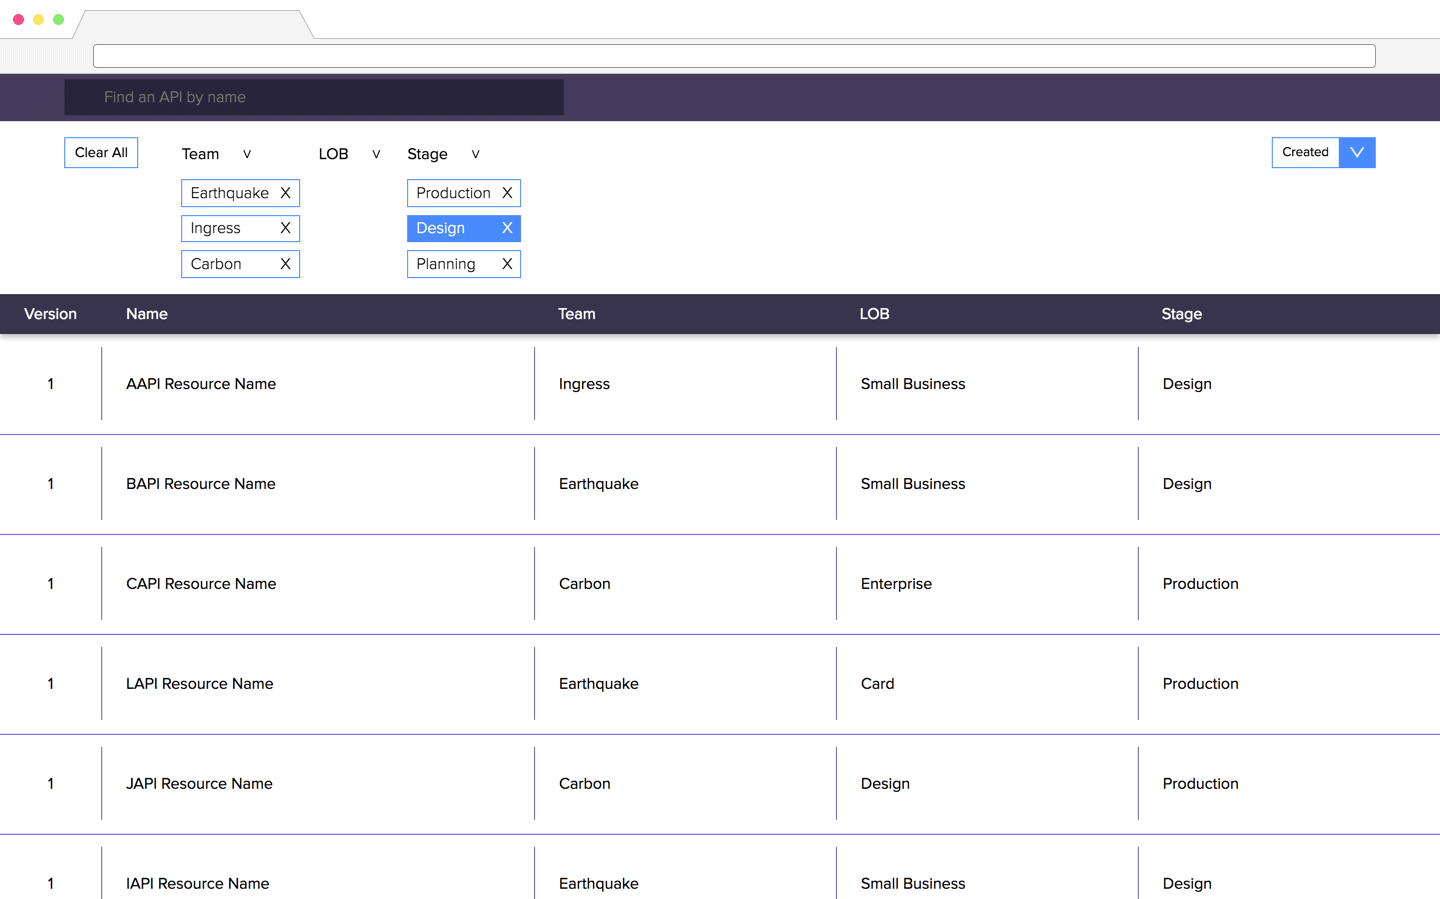 Find an API by name
Clear All Team v LOB v Stage v Created
Earthquake X Production X
Ingress X Design X
Carbon X Planning X
Version Name Team LOB Stage
1 AAPI Resource Name Ingress Small Business Design
1 BAPI Resource Name Earthquake Small Business Design
1 CAPI Resource Name Carbon Enterprise Production
1 LAPI Resource Name Earthquake Card Production
1 JAPI Resource Name Carbon Design Production
1 IAPI Resource Name Earthquake Small Business Design